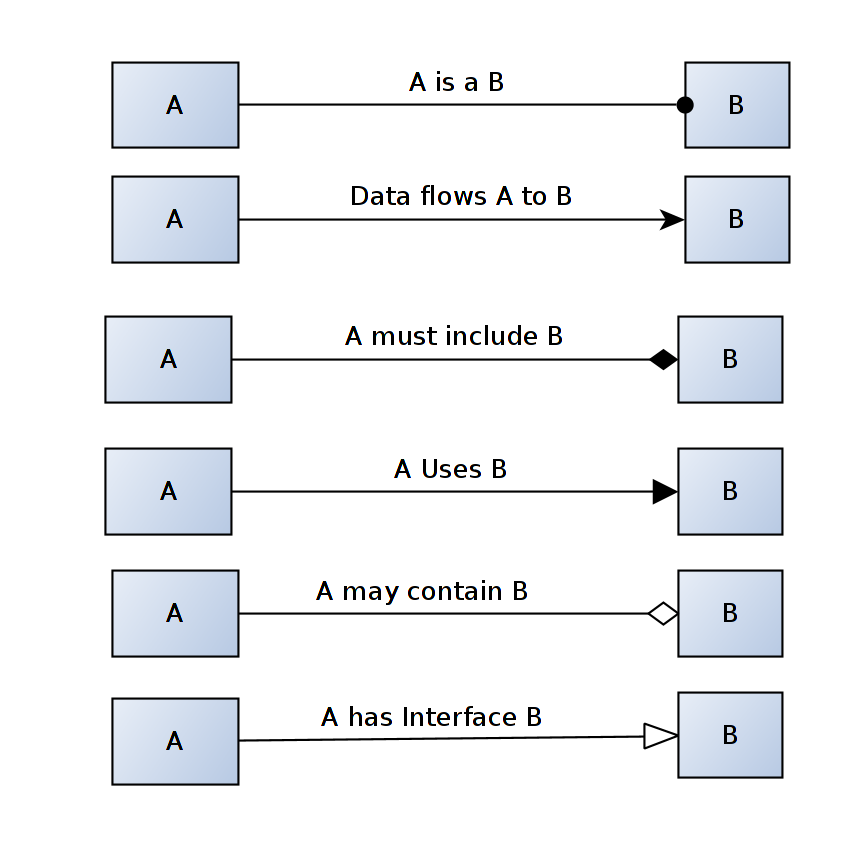 A is a B
A B
Data flows A to B
A B
A must include B
A B
A Uses B
A B
A may contain B
A B
A has Interface B
A B